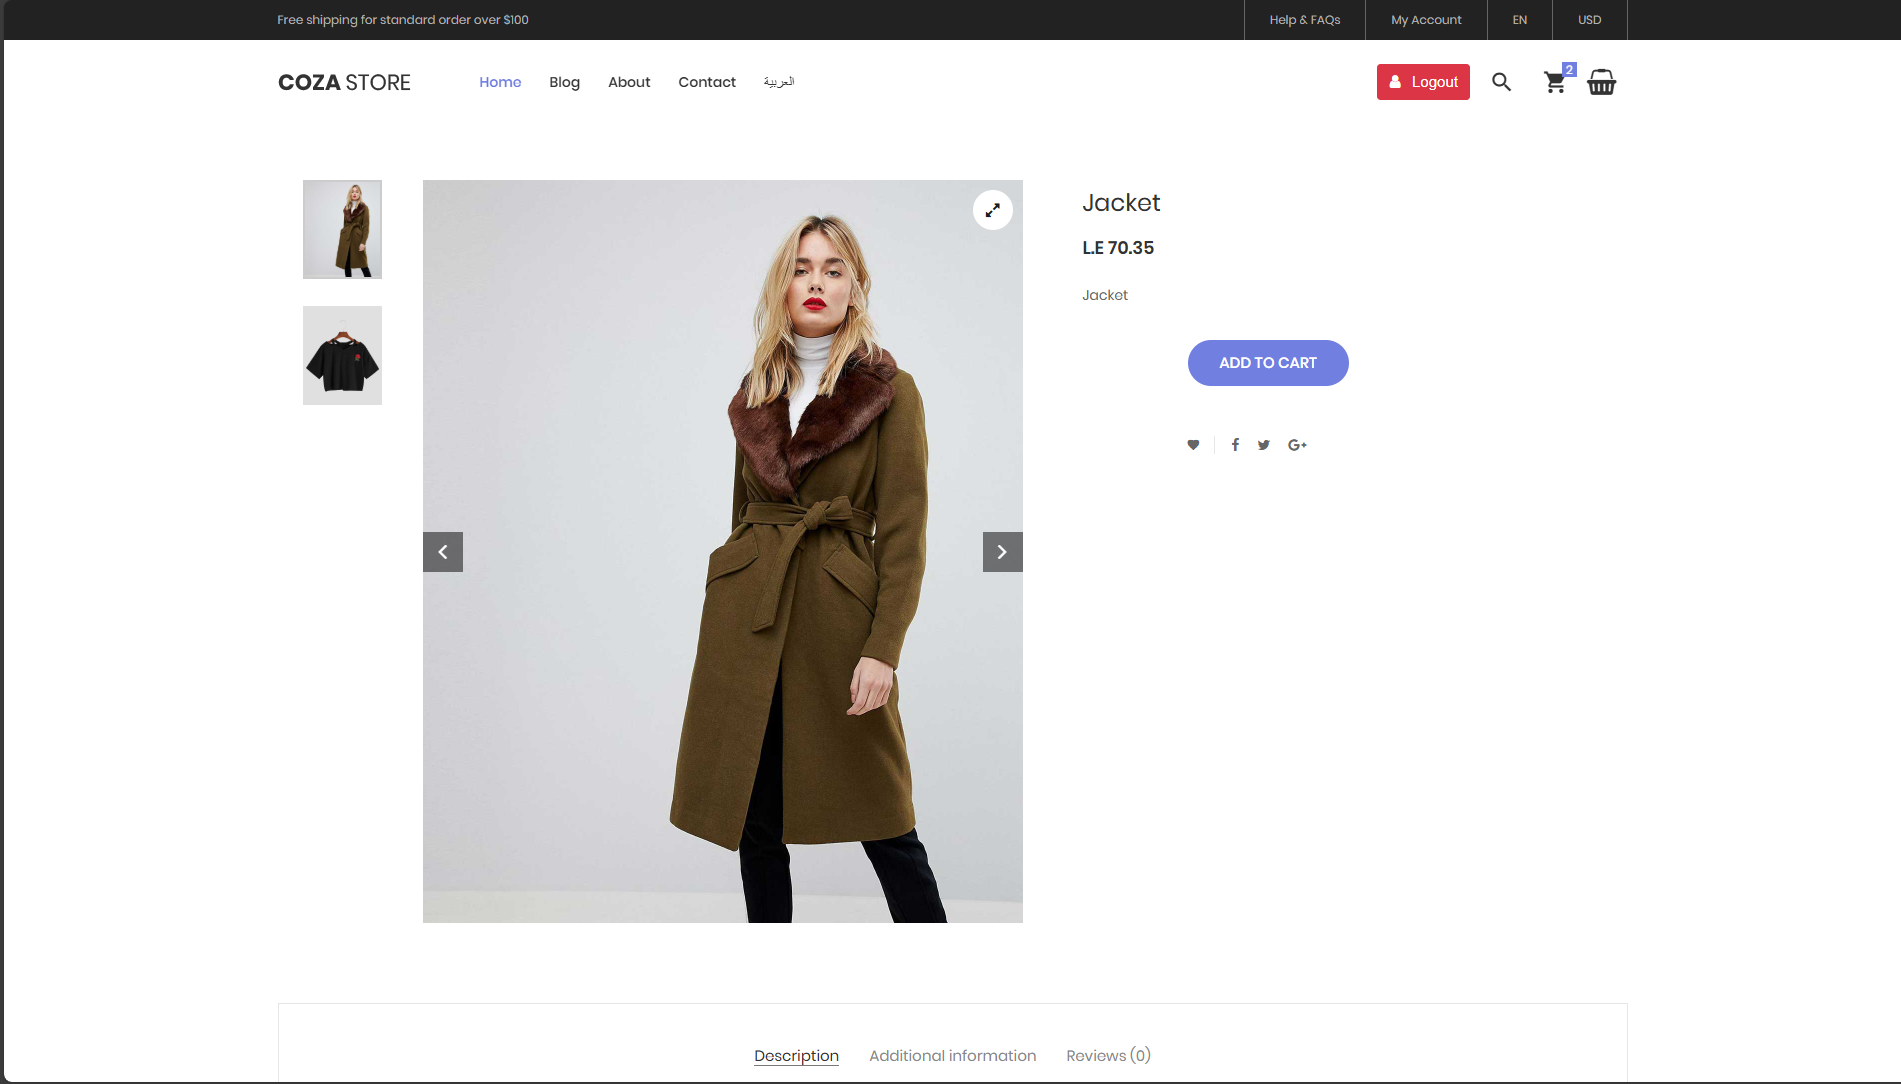 Free shipping for standard order over $100
Help & FAQs
My Account
EN
USD
COZA STORE
Home
Blog
About
Contact
العربية
Logout
2
Jacket
L.E 70.35
Jacket
ADD TO CART
Description
Additional information
Reviews (0)